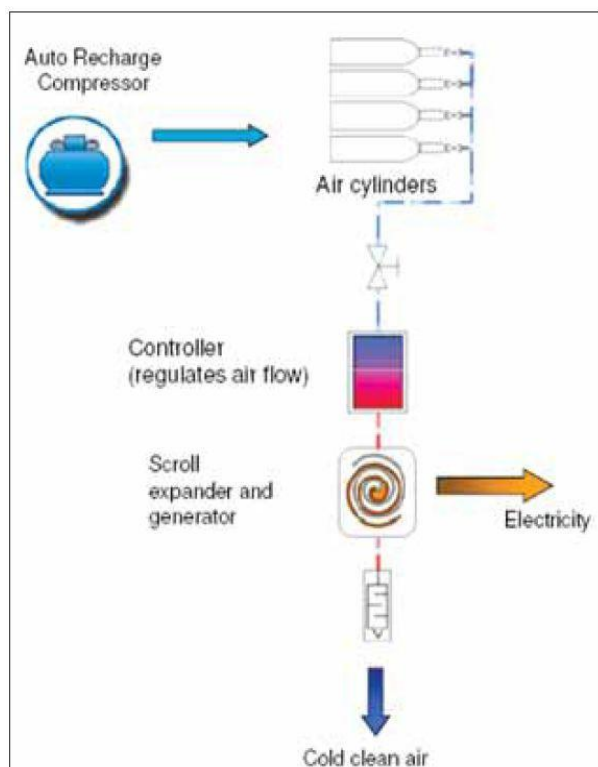 Auto Recharge
Compressor
Air cylinders
Controller
(regulates air flow)
Scroll
expander and
generator
Electricity
Cold clean air